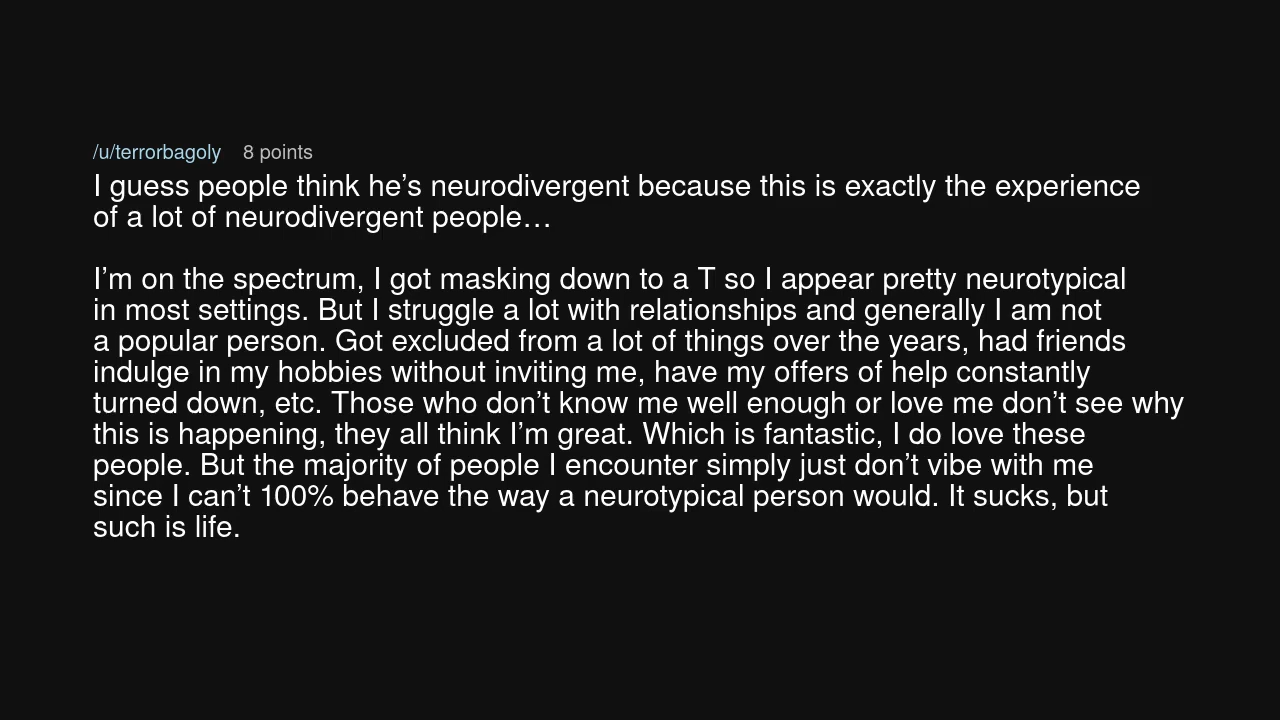 /u/terrorbagoly 8 points
I guess people think he’s neurodivergent because this is exactly the experience
of a lot of neurodivergent people…
I’m on the spectrum, I got masking down to a T so I appear pretty neurotypical
in most settings. But I struggle a lot with relationships and generally I am not
a popular person. Got excluded from a lot of things over the years, had friends
indulge in my hobbies without inviting me, have my offers of help constantly
turned down, etc. Those who don’t know me well enough or love me don’t see why
this is happening, they all think I’m great. Which is fantastic, I do love these
people. But the majority of people I encounter simply just don’t vibe with me
since I can’t 100% behave the way a neurotypical person would. It sucks, but
such is life.